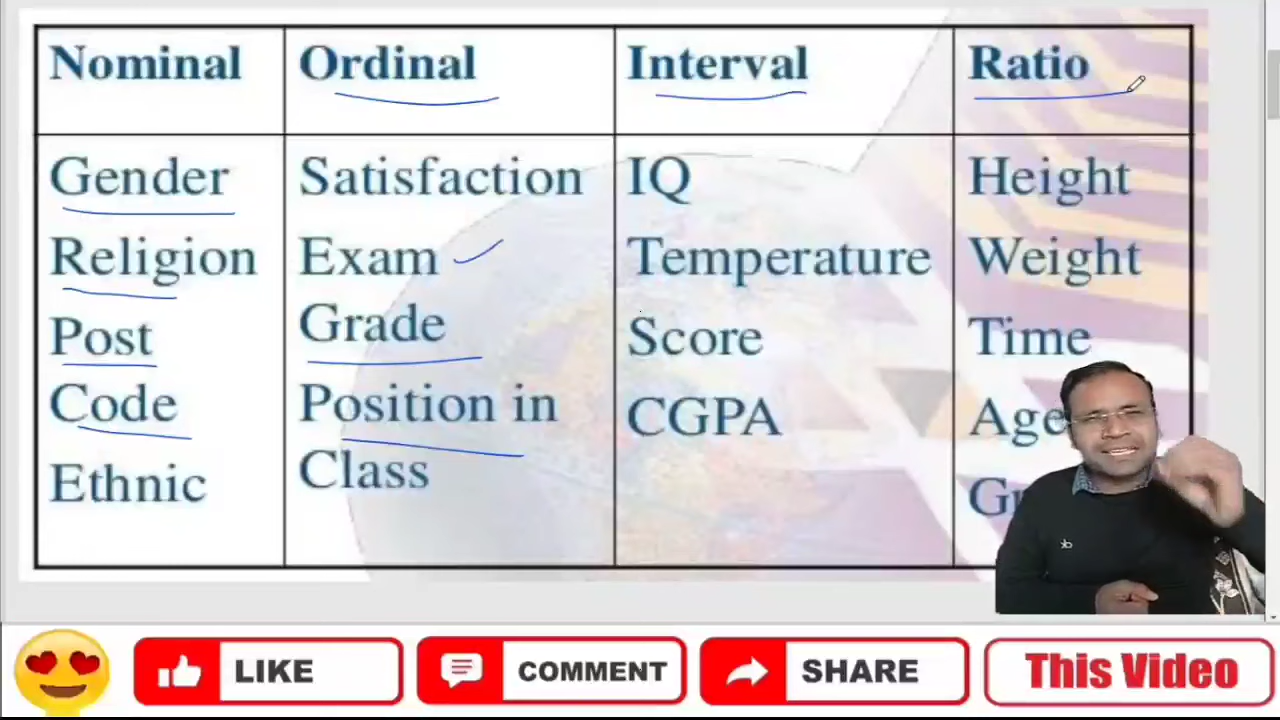 Nominal
Ordinal
Interval
Ratio
Gender
Religion
Post
Code
Ethnic
Satisfaction
Exam
Grade
Position in
Class
IQ
Temperature
Score
CGPA
Height
Weight
Time
Age
LIKE
COMMENT
SHARE
This Video